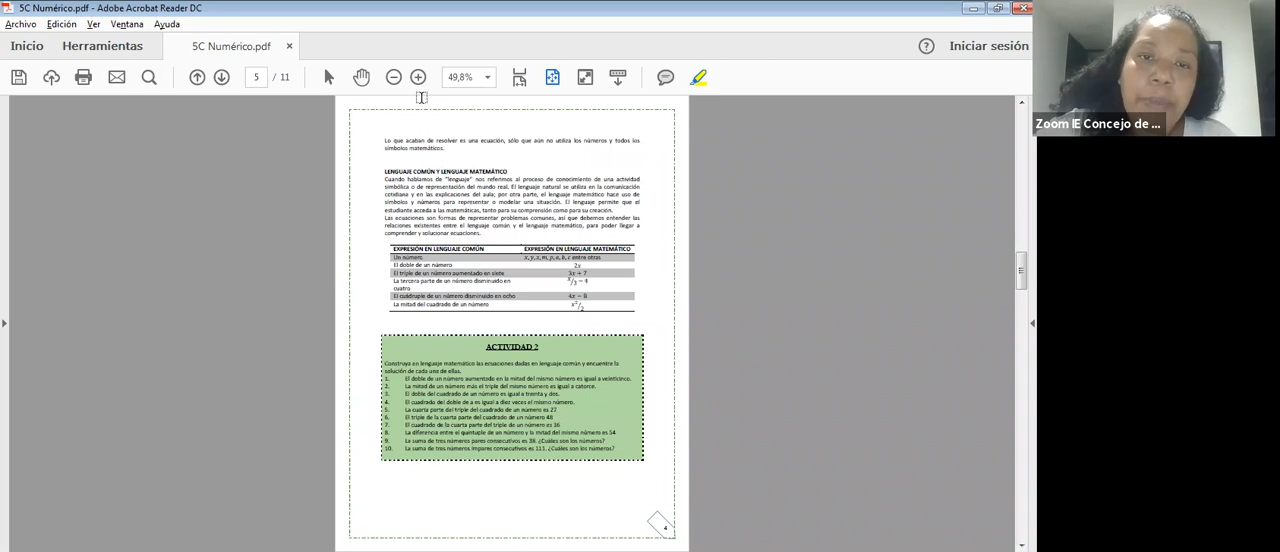 5C Numérico.pdf - Adobe Acrobat Reader DC
Archivo Edición Ver Ventana Ayuda
Inicio Herramientas 5C Numérico.pdf × Iniciar sesión
5 / 11 49,8%
Zoom IE Concejo de ...
Lo que acaban de resolver es una ecuación, sólo que aún no utiliza los números y todos los
símbolos matemáticos.
LENGUAJE COMÚN Y LENGUAJE MATEMÁTICO
Cuando hablamos de "lenguaje" nos referimos al proceso de conocimiento de una actividad
simbólica o de representación del mundo real. El lenguaje natural se utiliza en la comunicación
cotidiana y en las explicaciones del aula; por otra parte, el lenguaje matemático hace uso de
símbolos y números para representar o modelar una situación. El lenguaje permite que el
estudiante acceda a las matemáticas, tanto para su comprensión como para su creación.
Las ecuaciones son formas de representar problemas comunes, así que debemos entender las
relaciones existentes entre el lenguaje común y el lenguaje matemático, para poder llegar a
comprender y solucionar ecuaciones.
EXPRESIÓN EN LENGUAJE COMÚN EXPRESIÓN EN LENGUAJE MATEMÁTICO
Un número x, y, z, m, p, a, b, c entre otras
El doble de un número 2x
El triple de un número aumentado en siete 3x + 7
La tercera parte de un número disminuido en x/3 − 4
cuatro
El cuádruple de un número disminuido en ocho 4x − 8
La mitad del cuadrado de un número x²/2
ACTIVIDAD 2
Construya en lenguaje matemático las ecuaciones dadas en lenguaje común y encuentre la
solución de cada una de ellas.
1. El doble de un número aumentado en la mitad del mismo número es igual a veinticinco.
2. La mitad de un número más el triple del mismo número es igual a catorce.
3. El doble del cuadrado de un número es igual a treinta y dos.
4. El cuadrado del doble de a es igual a diez veces el mismo número.
5. La cuarta parte del triple del cuadrado de un número es 27
6. El triple de la cuarta parte del cuadrado de un número 48
7. El cuadrado de la cuarta parte del triple de un número es 36
8. La diferencia entre el quíntuple de un número y la mitad del mismo número es 54
9. La suma de tres números pares consecutivos es 38. ¿Cuáles son los números?
10. La suma de tres números impares consecutivos es 111. ¿Cuáles son los números?
4